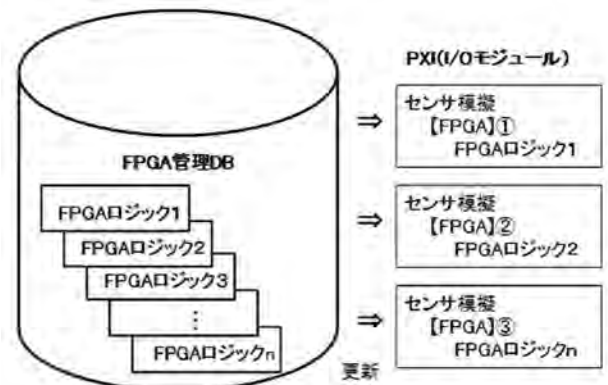 FPGA管理DB
FPGAロジック1
FPGAロジック2
FPGAロジック3
⋮
FPGAロジックn
PXI(I/Oモジュール)
⇒
センサ模擬
【FPGA】①
FPGAロジック1
⇒
センサ模擬
【FPGA】②
FPGAロジック2
⇒
センサ模擬
【FPGA】③
FPGAロジックn
更新